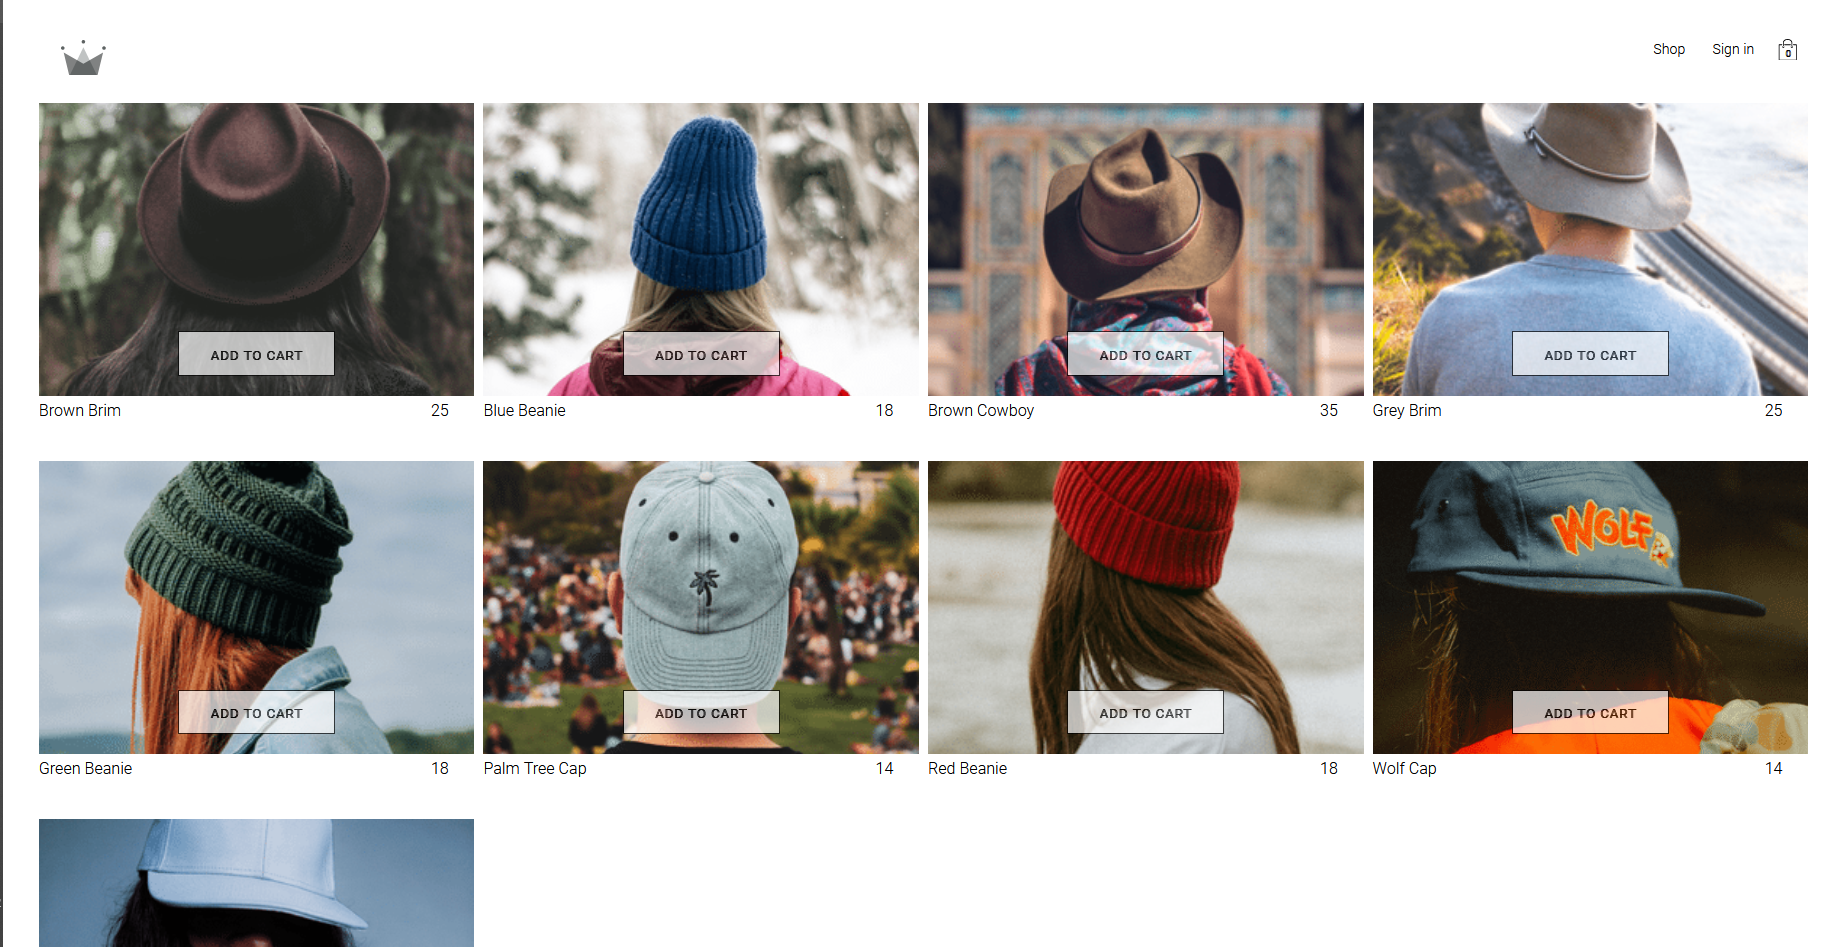 Shop Sign in 0
ADD TO CART ADD TO CART ADD TO CART ADD TO CART
Brown Brim 25 Blue Beanie 18 Brown Cowboy 35 Grey Brim 25
WOLF
ADD TO CART ADD TO CART ADD TO CART ADD TO CART
Green Beanie 18 Palm Tree Cap 14 Red Beanie 18 Wolf Cap 14